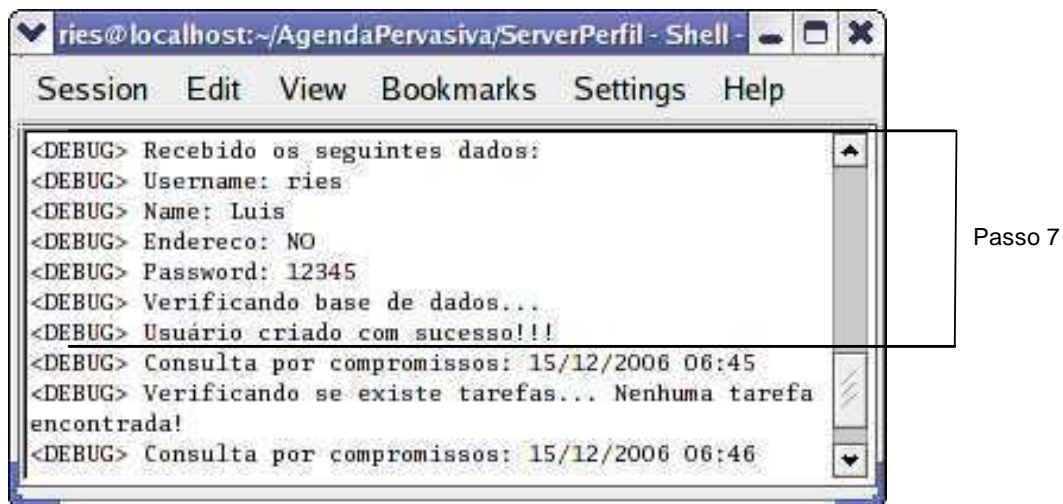 ries@localhost:~/AgendaPervasiva/ServerPerfil - Shell -
Session Edit View Bookmarks Settings Help
<DEBUG> Recebido os seguintes dados:
<DEBUG> Username: ries
<DEBUG> Name: Luis
<DEBUG> Endereco: NO
<DEBUG> Password: 12345
<DEBUG> Verificando base de dados...
<DEBUG> Usuário criado com sucesso!!!
<DEBUG> Consulta por compromissos: 15/12/2006 06:45
<DEBUG> Verificando se existe tarefas... Nenhuma tarefa
encontrada!
<DEBUG> Consulta por compromissos: 15/12/2006 06:46
Passo 7